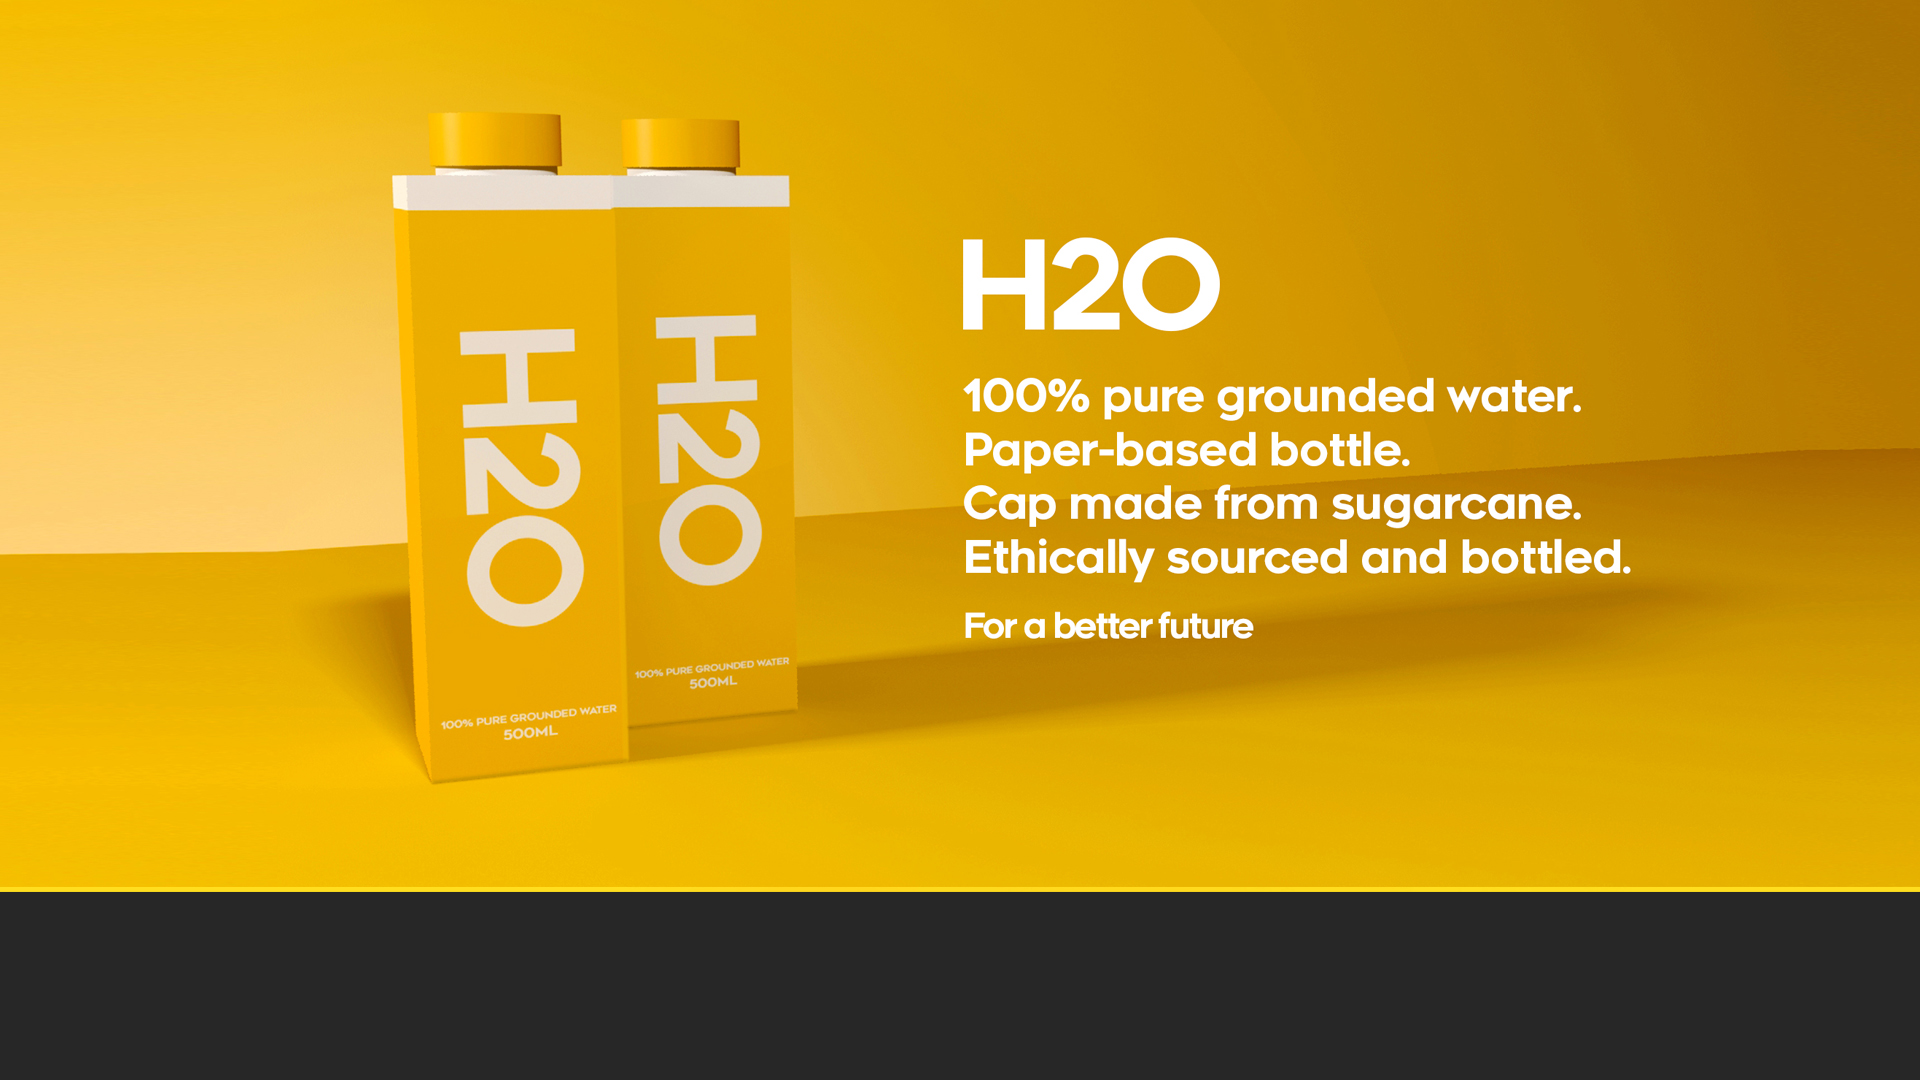 H2O
100% PURE GROUNDED WATER
500ML
H2O
100% PURE GROUNDED WATER
500ML
H2O
100% pure grounded water.
Paper-based bottle.
Cap made from sugarcane.
Ethically sourced and bottled.
For a better future